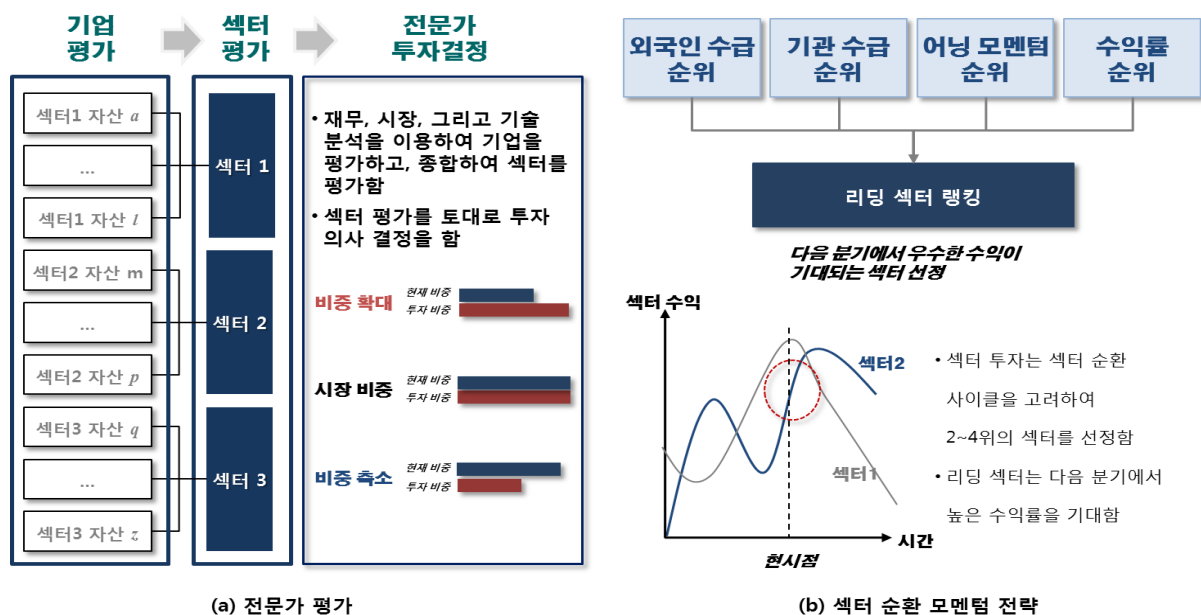 기업
평가
섹터
평가
전문가
투자결정
섹터1 자산 a
...
섹터1 자산 l
섹터2 자산 m
...
섹터2 자산 p
섹터3 자산 q
...
섹터3 자산 z
섹터 1
섹터 2
섹터 3
• 재무, 시장, 그리고 기술
분석을 이용하여 기업을
평가하고, 종합하여 섹터를
평가함
• 섹터 평가를 토대로 투자
의사 결정을 함
비중 확대
현재 비중
투자 비중
시장 비중
현재 비중
투자 비중
비중 축소
현재 비중
투자 비중
(a) 전문가 평가
외국인 수급
순위
기관 수급
순위
어닝 모멘텀
순위
수익률
순위
리딩 섹터 랭킹
다음 분기에서 우수한 수익이
기대되는 섹터 선정
섹터 수익
섹터2
섹터1
시간
현시점
• 섹터 투자는 섹터 순환
사이클을 고려하여
2~4위의 섹터를 선정함
• 리딩 섹터는 다음 분기에서
높은 수익률을 기대함
(b) 섹터 순환 모멘텀 전략